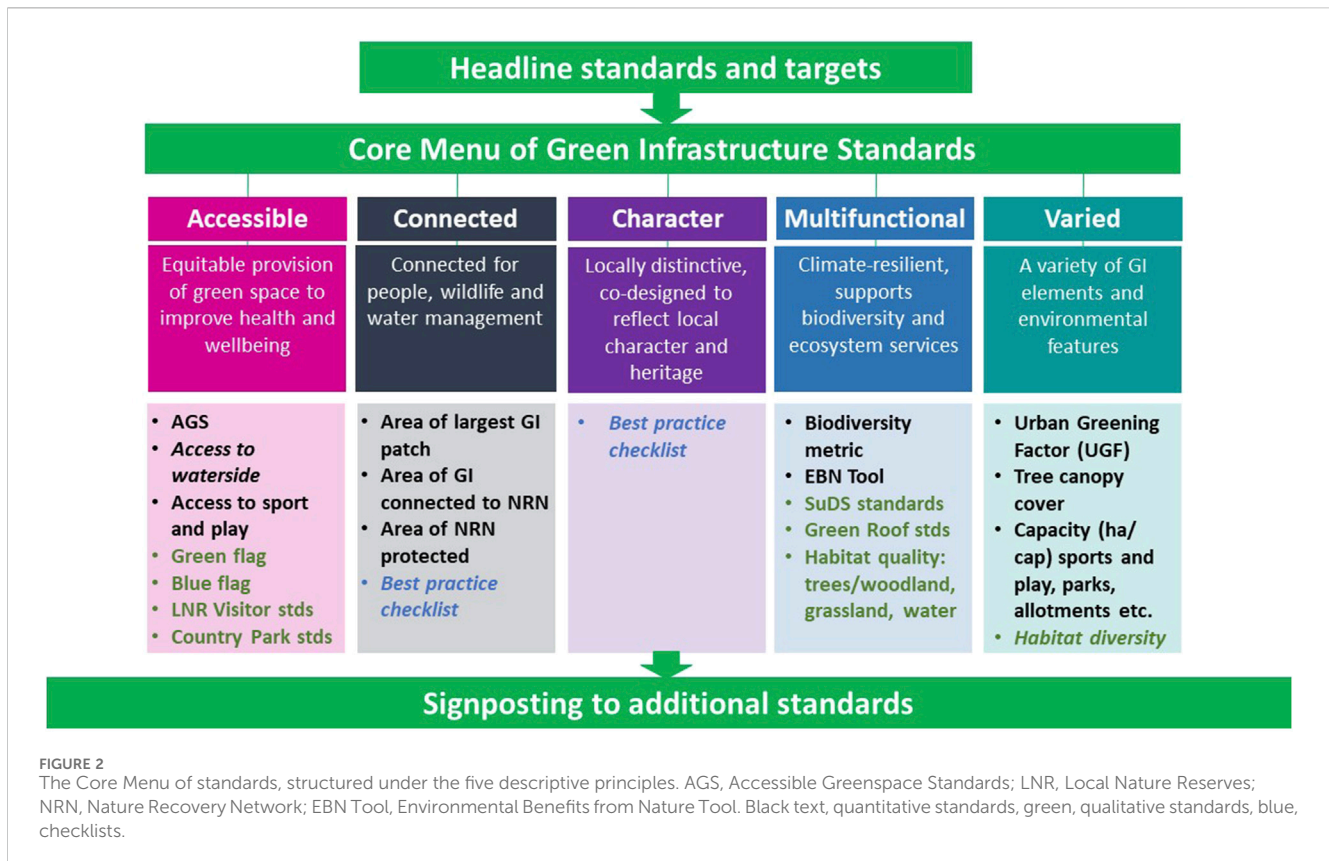 Headline standards and targets
Core Menu of Green Infrastructure Standards
Accessible
Equitable provision
of green space to
improve health and
wellbeing
• AGS
• Access to
waterside
• Access to sport
and play
• Green flag
• Blue flag
• LNR Visitor stds
• Country Park stds
Connected
Connected for
people, wildlife and
water management
• Area of largest GI
patch
• Area of GI
connected to NRN
• Area of NRN
protected
• Best practice
checklist
Character
Locally distinctive,
co-designed to
reflect local
character and
heritage
• Best practice
checklist
Multifunctional
Climate-resilient,
supports
biodiversity and
ecosystem services
• Biodiversity
metric
• EBN Tool
• SuDS standards
• Green Roof stds
• Habitat quality:
trees/woodland,
grassland, water
Varied
A variety of GI
elements and
environmental
features
• Urban Greening
Factor (UGF)
• Tree canopy
cover
• Capacity (ha/
cap) sports and
play, parks,
allotments etc.
• Habitat diversity
Signposting to additional standards
FIGURE 2
The Core Menu of standards, structured under the five descriptive principles. AGS, Accessible Greenspace Standards; LNR, Local Nature Reserves;
NRN, Nature Recovery Network; EBN Tool, Environmental Benefits from Nature Tool. Black text, quantitative standards, green, qualitative standards, blue,
checklists.